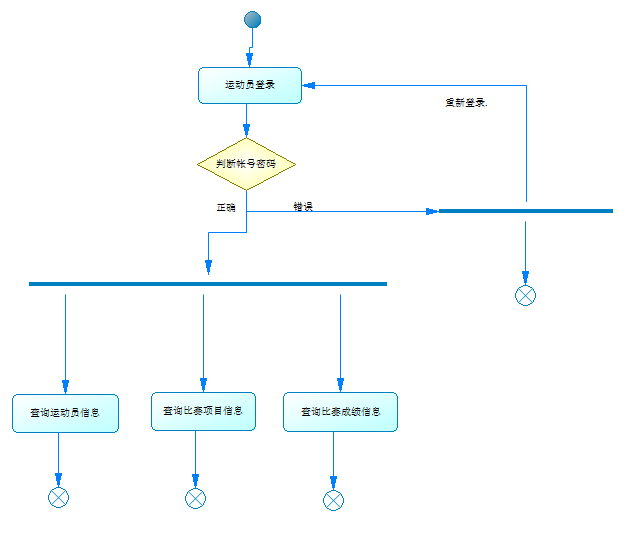 运动员登录
重新登录.
判断帐号密码
正确
错误
查询运动员信息
查询比赛项目信息
查询比赛成绩信息